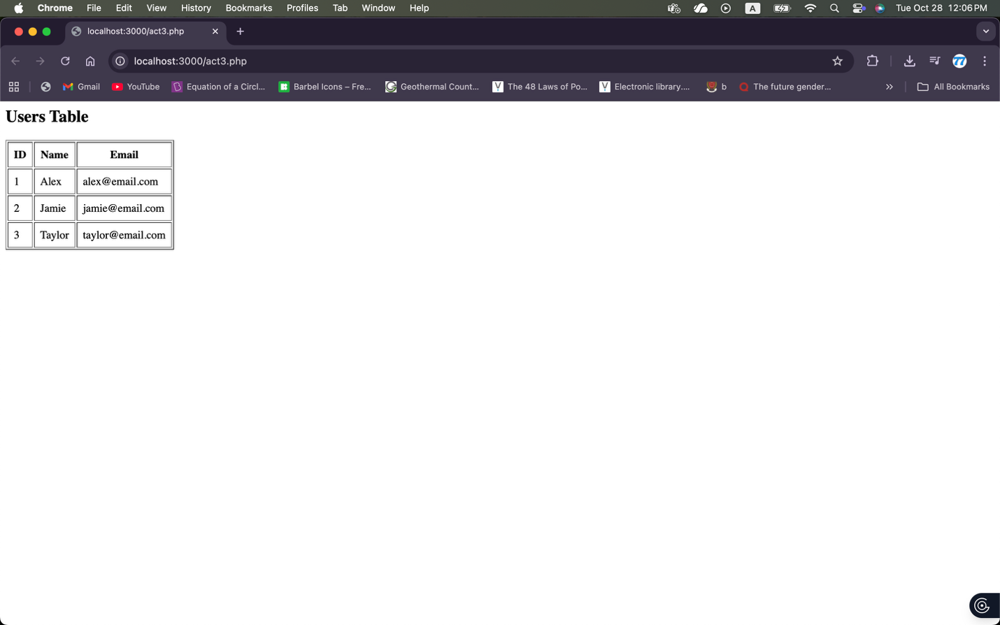 Chrome File Edit View History Bookmarks Profiles Tab Window Help A Tue Oct 28 12:06 PM
localhost:3000/act3.php
localhost:3000/act3.php
Gmail YouTube Equation of a Circl... Barbel Icons – Fre... Geothermal Count... The 48 Laws of Po... Electronic library.... b The future gender... » All Bookmarks
Users Table
ID Name Email
1 Alex alex@email.com
2 Jamie jamie@email.com
3 Taylor taylor@email.com